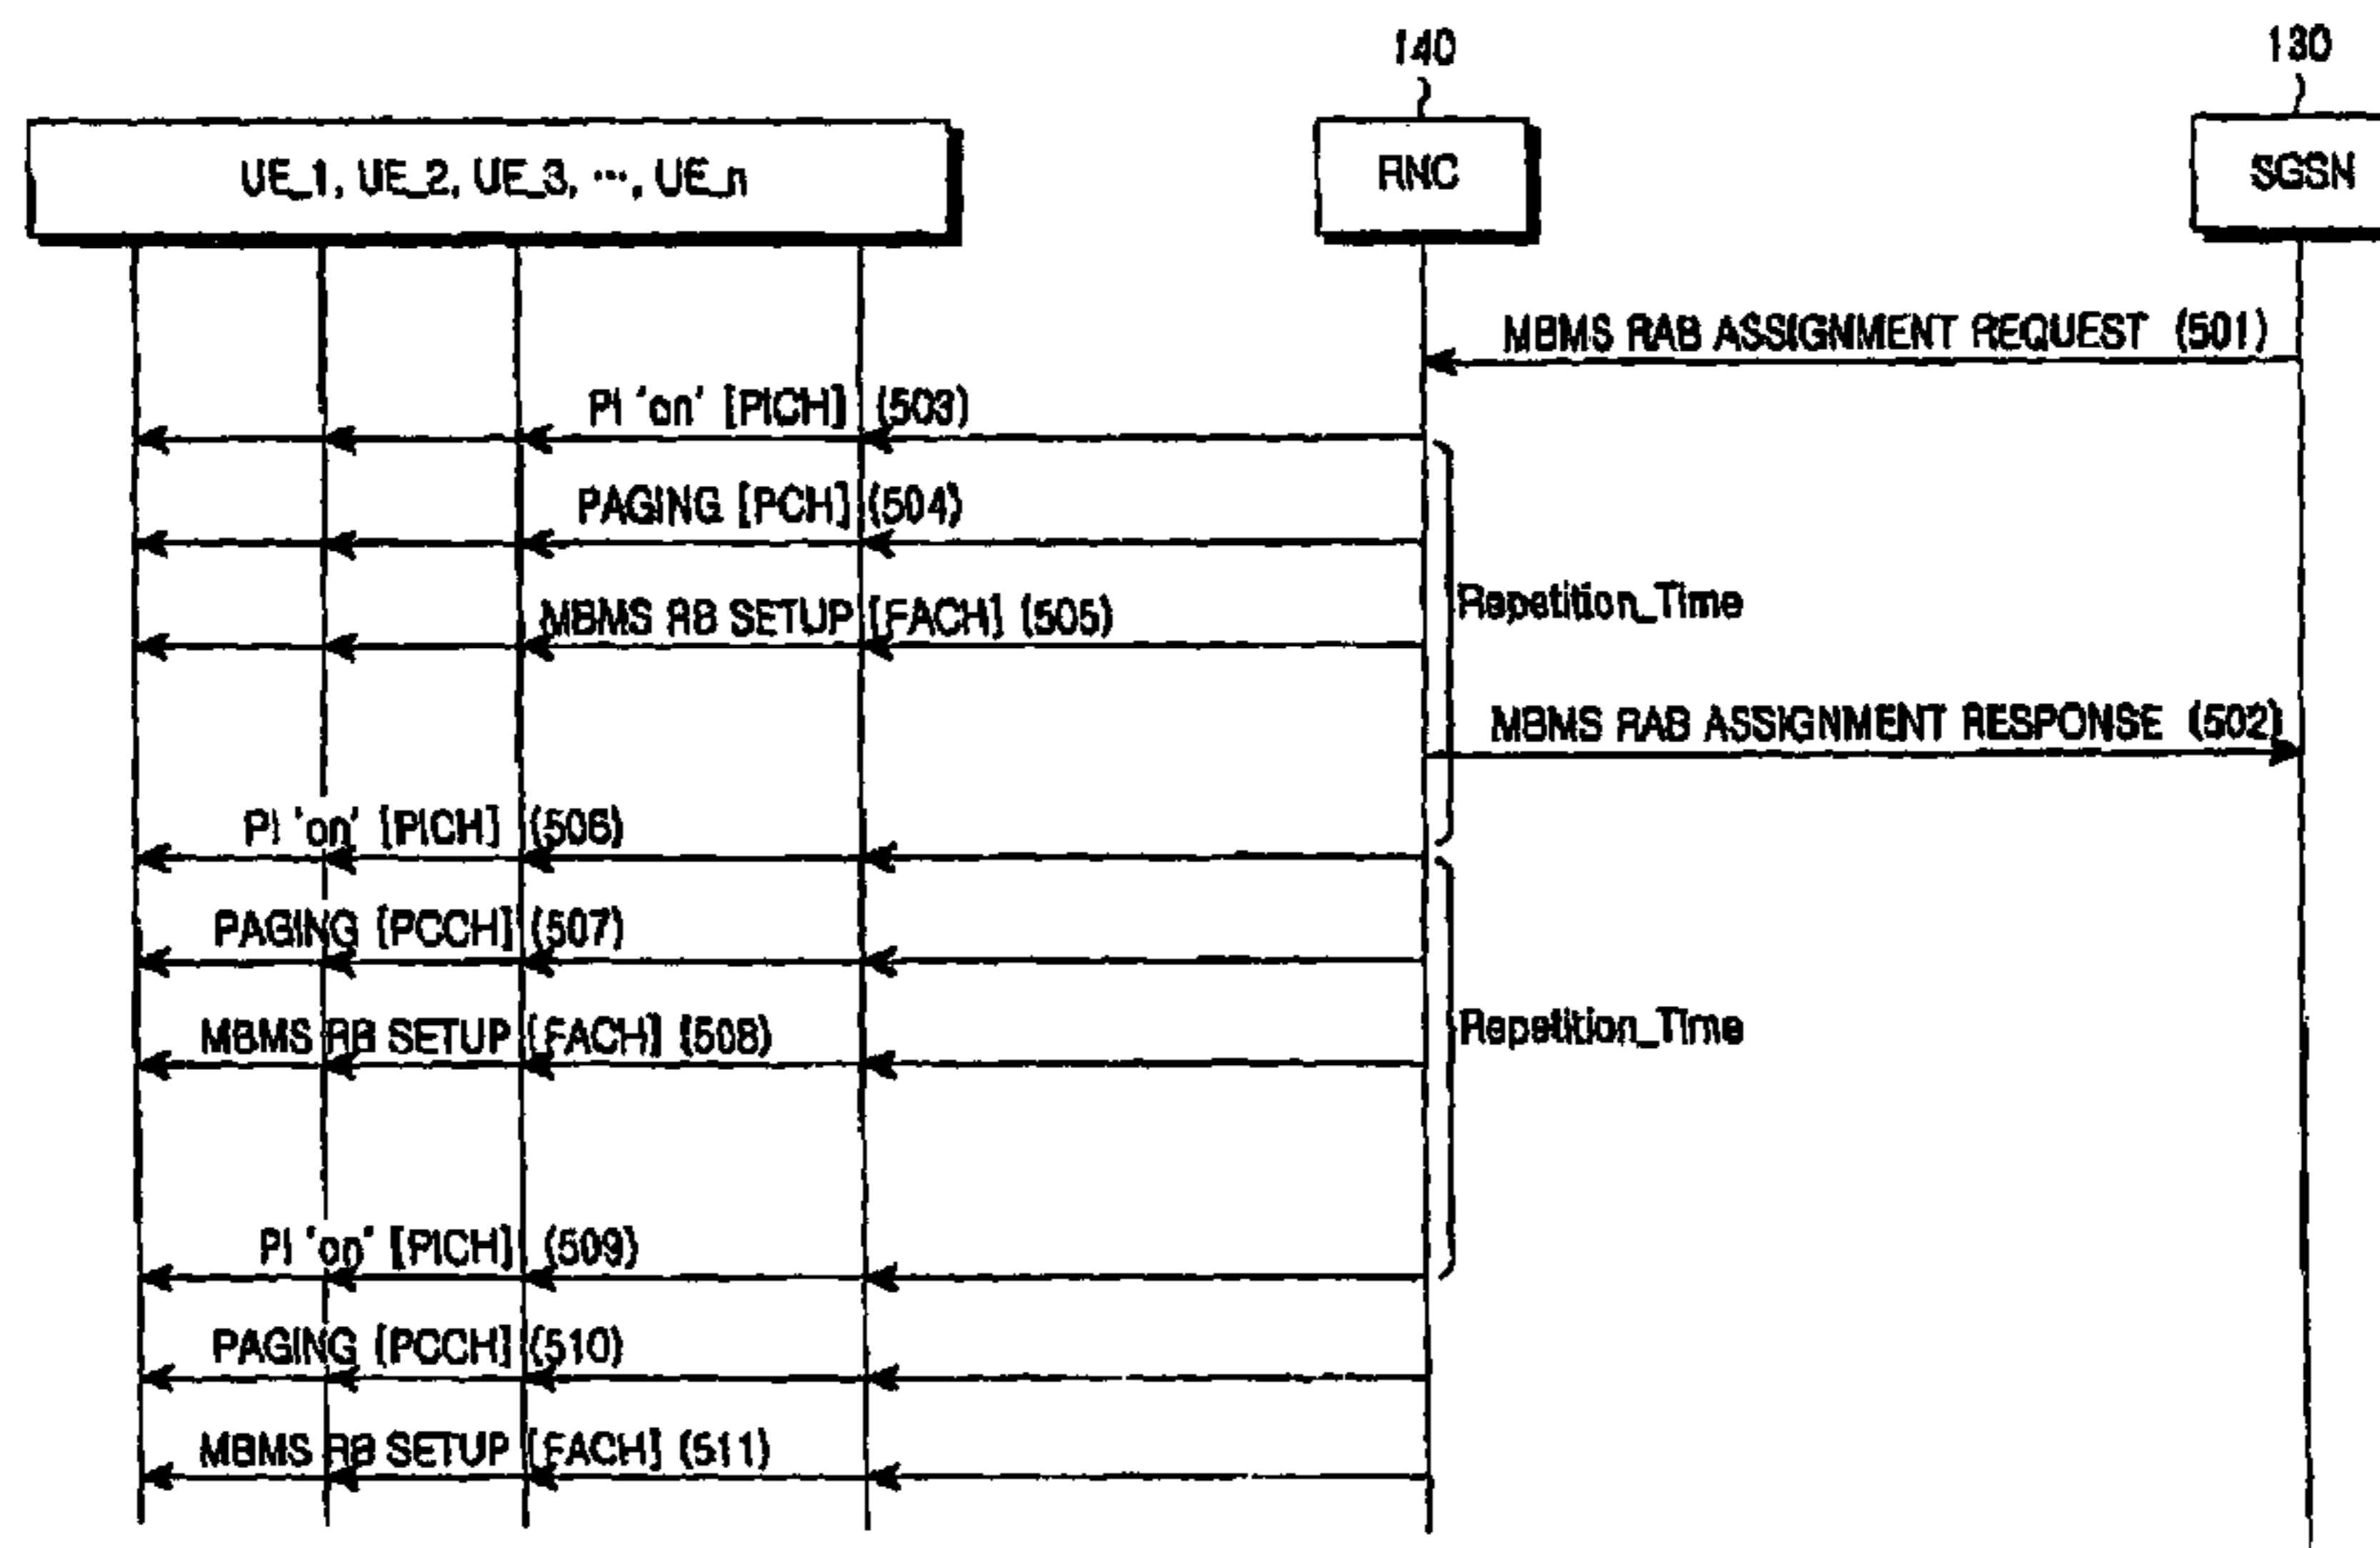 140
130
UE_1, UE_2, UE_3, ..., UE_n
RNC
SGSN
MBMS RAB ASSIGNMENT REQUEST (501)
PI 'on' [PICH] (503)
PAGING [PCH] (504)
MBMS RB SETUP [FACH] (505)
Repetition_Time
MBMS RAB ASSIGNMENT RESPONSE (502)
PI 'on' [PICH] (506)
PAGING [PCCH] (507)
MBMS RB SETUP [FACH] (508)
Repetition_Time
PI 'on' [PICH] (509)
PAGING [PCCH] (510)
MBMS RB SETUP [FACH] (511)